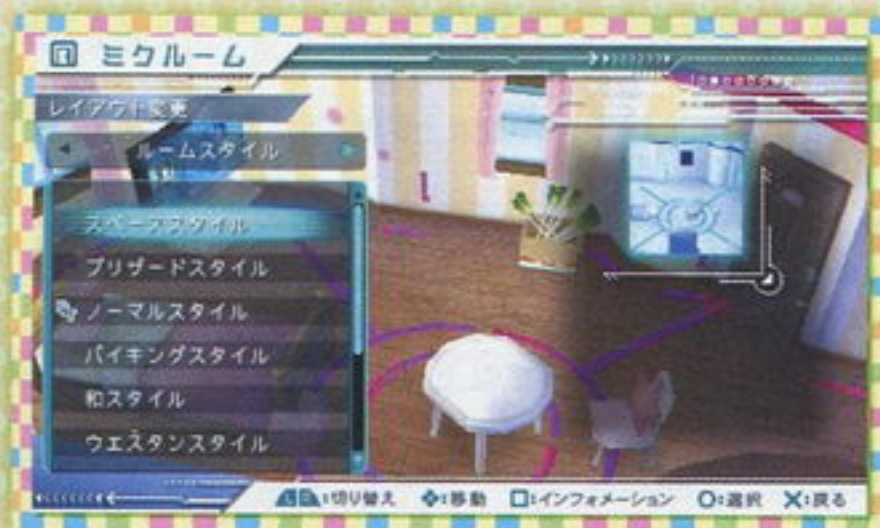 ミクルーム
レイアウト変更
ルームスタイル
スペーススタイル
ブリザードスタイル
ノーマルスタイル
バイキングスタイル
和スタイル
ウエスタンスタイル
L R:切り替え ✥:移動 □:インフォメーション ○:選択 ×:戻る